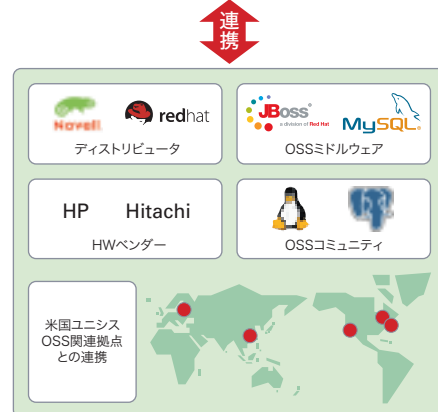 連携
Novell
redhat
ディストリビュータ
JBoss
a division of Red Hat
MySQL
OSSミドルウェア
HP Hitachi
HWベンダー
OSSコミュニティ
米国ユニシス
OSS関連拠点
との連携